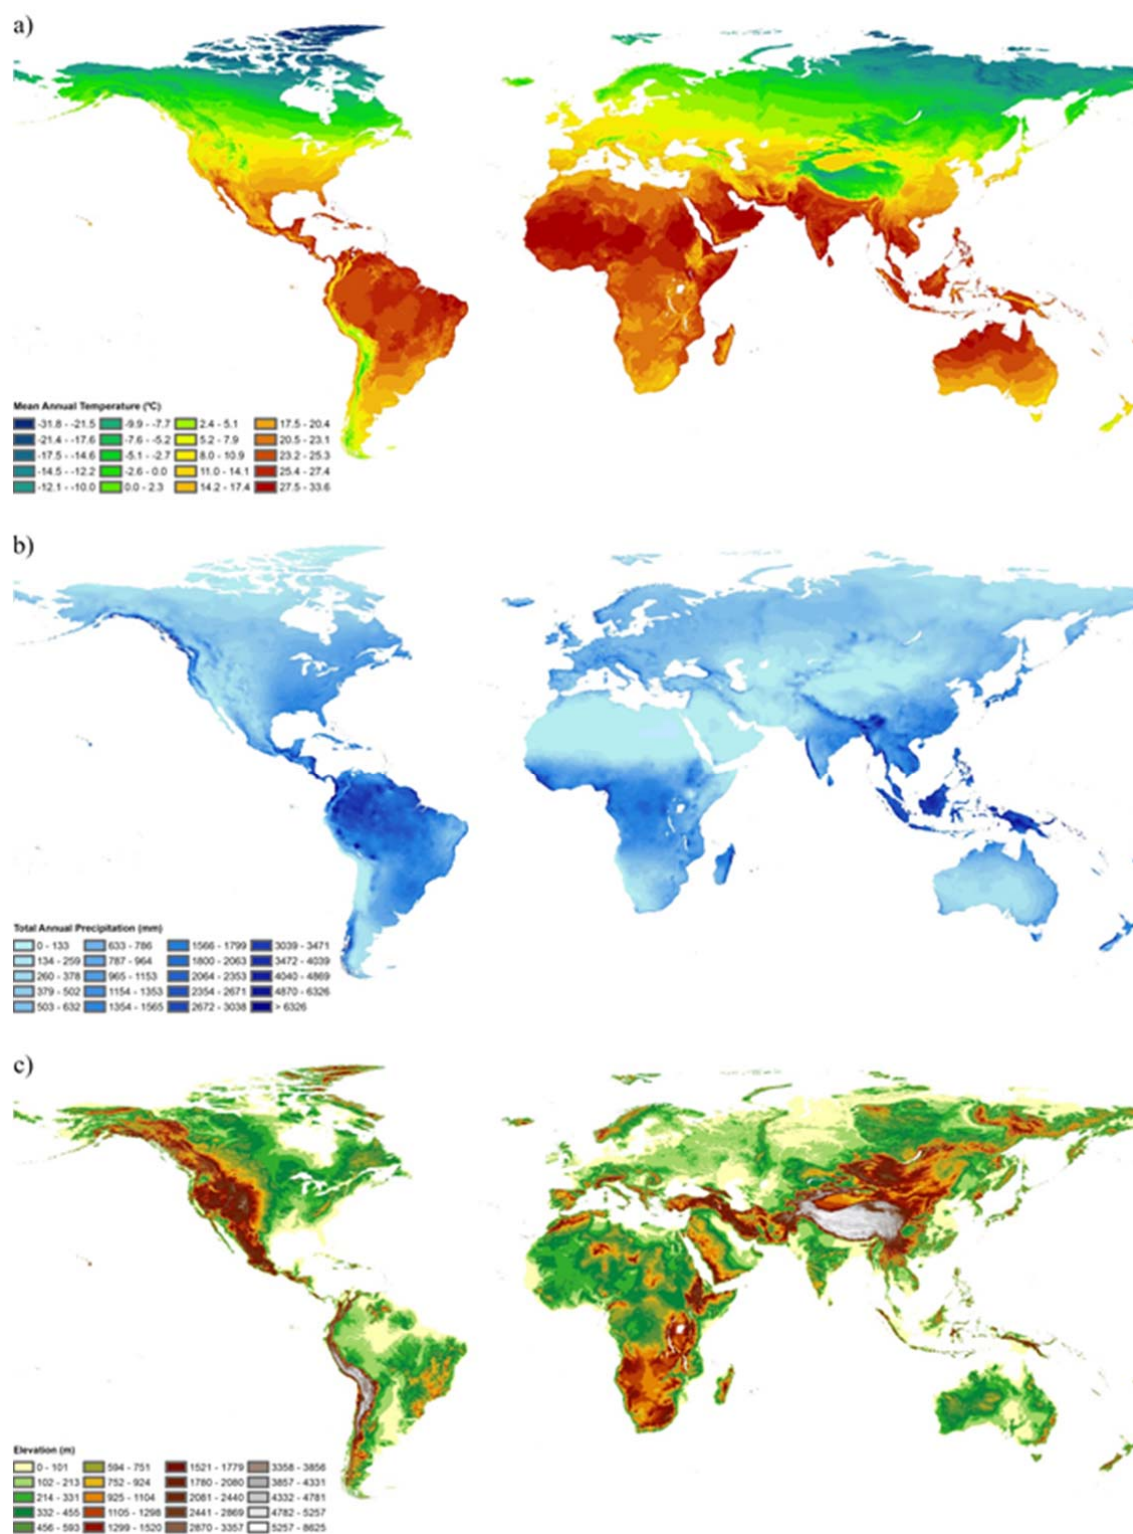 a)
Mean Annual Temperature (ºC)
-31.8 - -21.5 -9.9 - -7.7 2.4 - 5.1 17.5 - 20.4
-21.4 - -17.6 -7.6 - -5.2 5.2 - 7.9 20.5 - 23.1
-17.5 - -14.6 -5.1 - -2.7 8.0 - 10.9 23.2 - 25.3
-14.5 - -12.2 -2.6 - 0.0 11.0 - 14.1 25.4 - 27.4
-12.1 - -10.0 0.0 - 2.3 14.2 - 17.4 27.5 - 33.6
b)
Total Annual Precipitation (mm)
0 - 133 633 - 786 1566 - 1799 3039 - 3471
134 - 259 787 - 964 1800 - 2063 3472 - 4039
260 - 378 965 - 1153 2064 - 2353 4040 - 4869
379 - 502 1154 - 1353 2354 - 2671 4870 - 6326
503 - 632 1354 - 1565 2672 - 3038 > 6326
c)
Elevation (m)
0 - 101 594 - 751 1521 - 1779 3358 - 3856
102 - 213 752 - 924 1780 - 2080 3857 - 4331
214 - 331 925 - 1104 2081 - 2440 4332 - 4781
332 - 455 1105 - 1298 2441 - 2869 4782 - 5257
456 - 593 1299 - 1520 2870 - 3357 5257 - 8625